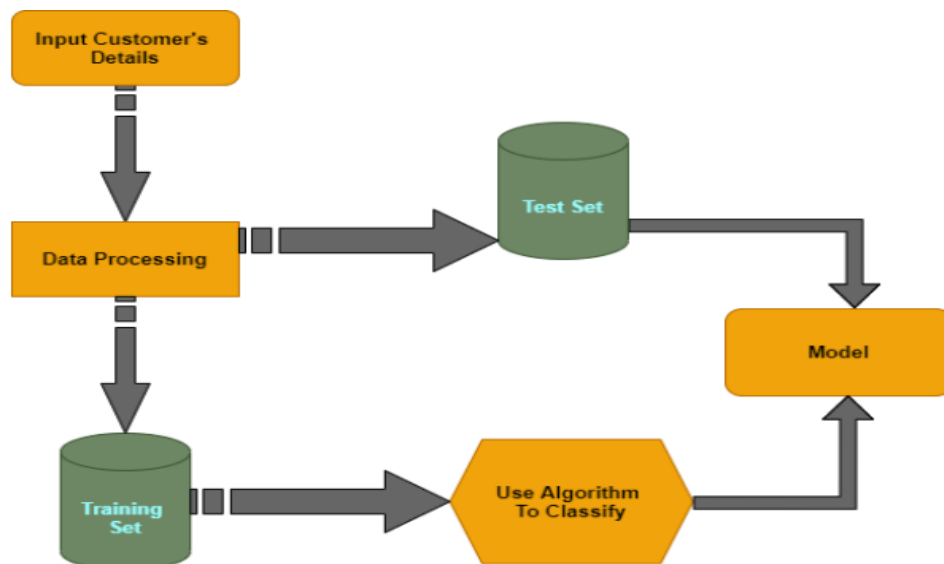 Input Customer's
Details
Test Set
Data Processing
Model
Training
Set
Use Algorithm
To Classify